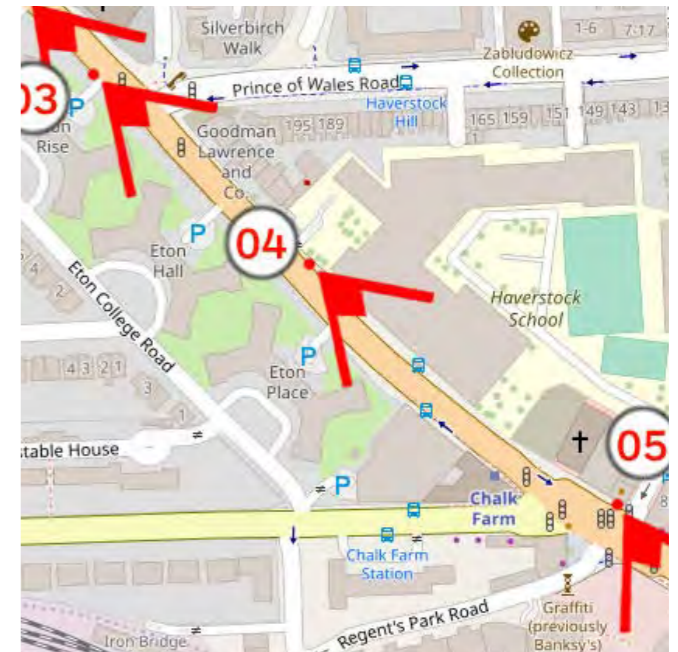 Silverbirch
Walk
1-6
7-17
Zabludowicz
Collection
Prince of Wales Road
Haverstock
Hill
03
P
Rise
Goodman
Lawrence
and
Co.
195 189
165 159
151
149 143
1
04
P
Eton
Hall
Eton College Road
4
2
Haverstock
School
P
Eton
Place
4 3 2 1
3
1
05
stable House
P
Chalk
Farm
8
Chalk Farm
Station
Iron Bridge
Regent's Park Road
Graffiti
(previously
Banksy's)